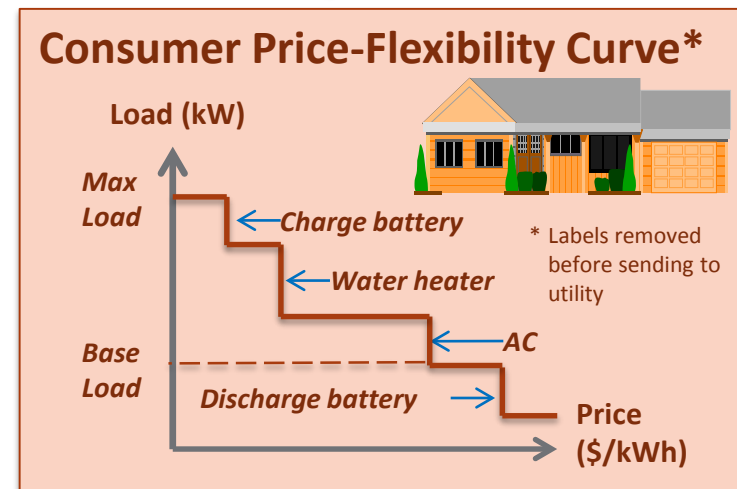 Consumer Price-Flexibility Curve*
Load (kW)
Max
Load
Charge battery
* Labels removed
before sending to
utility
Water heater
AC
Base
Load
Discharge battery
Price
($/kWh)